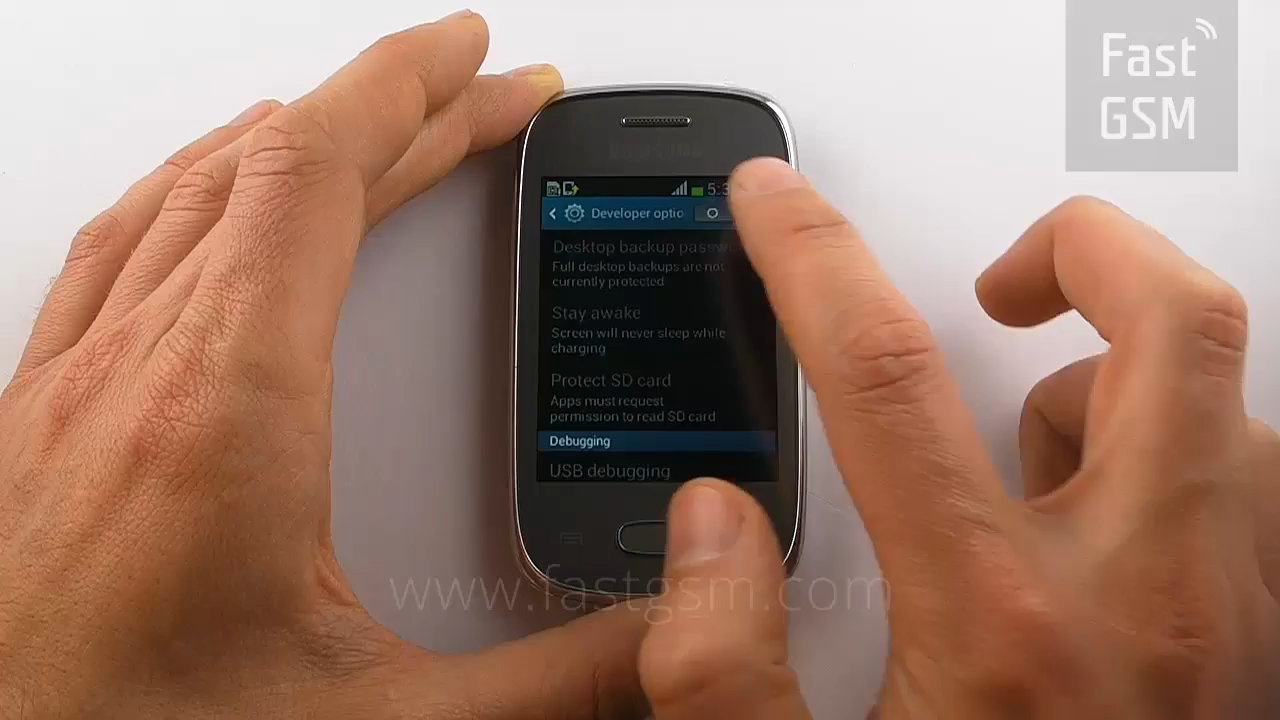 Fast
GSM
SAMSUNG
Developer optio
Desktop backup
Full desktop backups are not
currently protected
Stay awake
Screen will never sleep while
charging
Protect SD card
Apps must request
permission to read SD card
Debugging
USB debugging
www.fastgsm.com